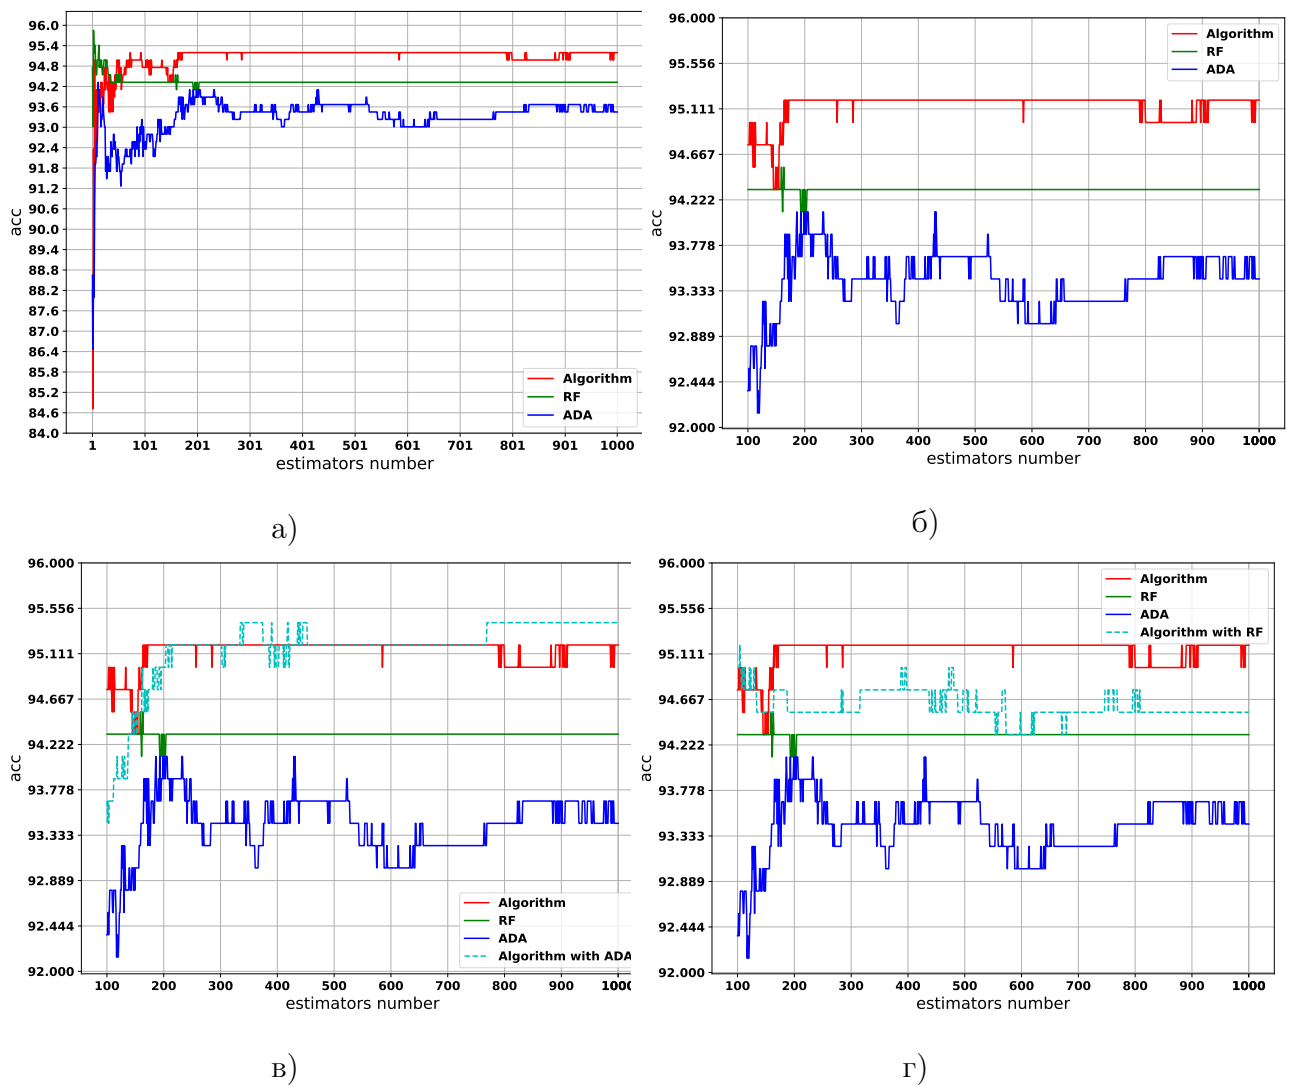 96.0
95.4
94.8
94.2
93.6
93.0
92.4
91.8
91.2
90.6
90.0
89.4
88.8
88.2
87.6
87.0
86.4
85.8
85.2
84.6
84.0
acc
1 101 201 301 401 501 601 701 801 901 1000
estimators number
Algorithm
RF
ADA
а)
96.000
95.556
95.111
94.667
94.222
93.778
93.333
92.889
92.444
92.000
acc
100 200 300 400 500 600 700 800 900 1000
estimators number
Algorithm
RF
ADA
б)
96.000
95.556
95.111
94.667
94.222
93.778
93.333
92.889
92.444
92.000
acc
100 200 300 400 500 600 700 800 900 1000
estimators number
Algorithm
RF
ADA
Algorithm with ADA
в)
96.000
95.556
95.111
94.667
94.222
93.778
93.333
92.889
92.444
92.000
acc
100 200 300 400 500 600 700 800 900 1000
estimators number
Algorithm
RF
ADA
Algorithm with RF
г)